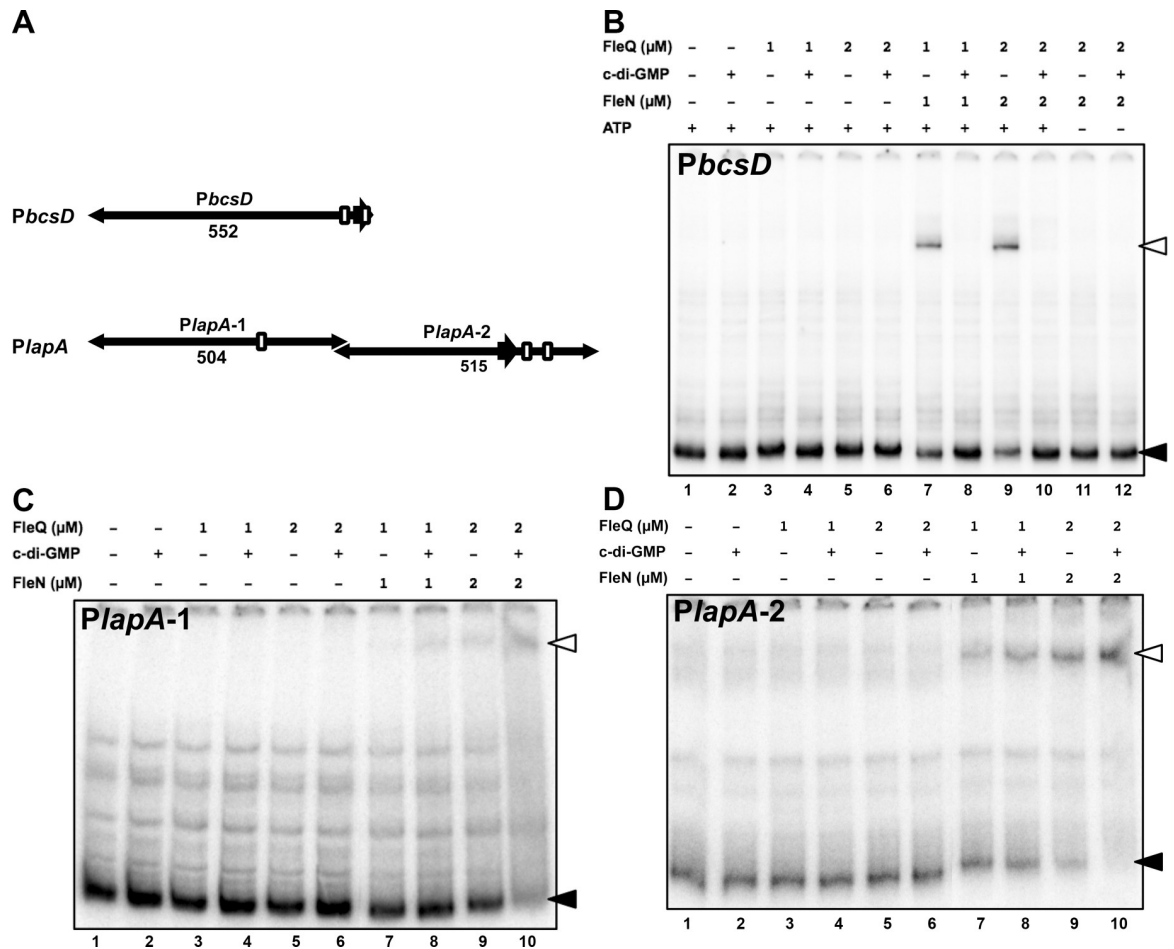 A
PbcsD
PbcsD
552
PlapA
PlapA-1
504
PlapA-2
515
B
FleQ (µM) – – 1 1 2 2 1 1 2 2 2 2
c-di-GMP – + – + – + – + – + – +
FleN (µM) – – – – – – 1 1 2 2 2 2
ATP + + + + + + + + + + – –
PbcsD
1 2 3 4 5 6 7 8 9 10 11 12
C
FleQ (µM) – – 1 1 2 2 1 1 2 2
c-di-GMP – + – + – + – + – +
FleN (µM) – – – – – – 1 1 2 2
PlapA-1
1 2 3 4 5 6 7 8 9 10
D
FleQ (µM) – – 1 1 2 2 1 1 2 2
c-di-GMP – + – + – + – + – +
FleN (µM) – – – – – – 1 1 2 2
PlapA-2
1 2 3 4 5 6 7 8 9 10